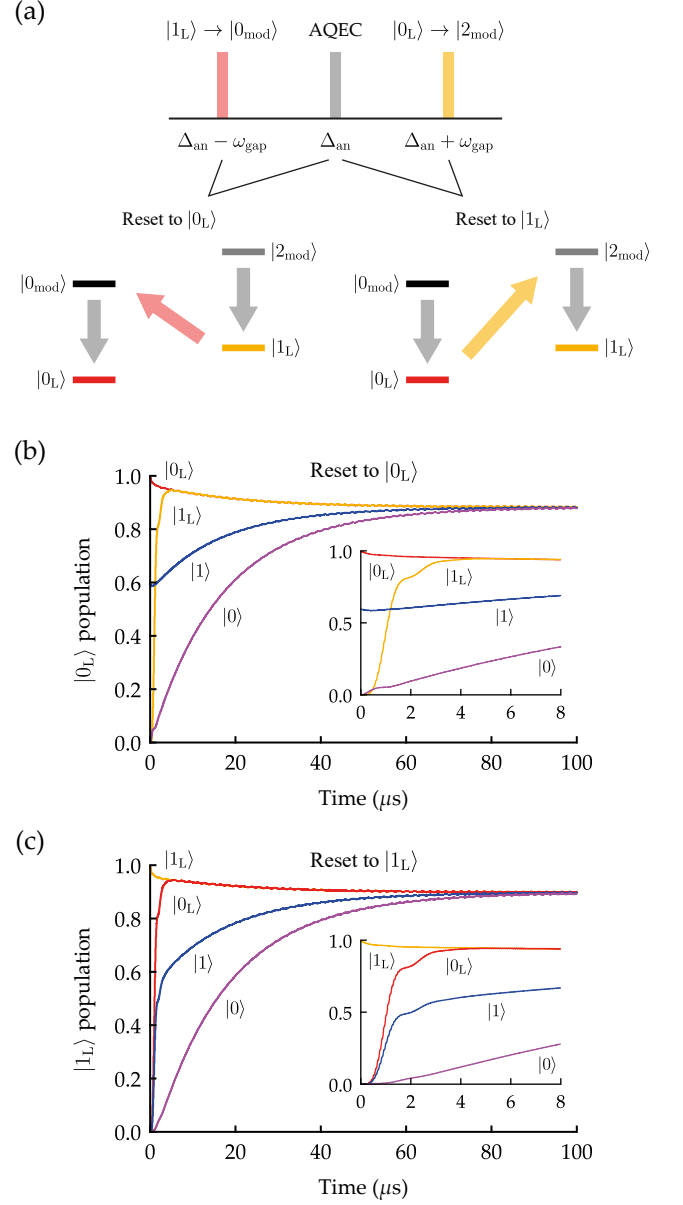 (a)
|1L⟩ → |0mod⟩ AQEC |0L⟩ → |2mod⟩
Δan − ωgap Δan Δan + ωgap
Reset to |0L⟩ Reset to |1L⟩
|2mod⟩ |2mod⟩
|0mod⟩ |0mod⟩
|1L⟩ |1L⟩
|0L⟩ |0L⟩
(b)
Reset to |0L⟩
|0L⟩ population
1.0
0.8
0.6
0.4
0.2
0.0
|0L⟩
|1L⟩
|1⟩
|0⟩
0 20 40 60 80 100
Time (μs)
1.0
0.5
0.0
|0L⟩
|1L⟩
|1⟩
|0⟩
0 2 4 6 8
(c)
Reset to |1L⟩
|1L⟩ population
1.0
0.8
0.6
0.4
0.2
0.0
|1L⟩
|0L⟩
|1⟩
|0⟩
0 20 40 60 80 100
Time (μs)
1.0
0.5
0.0
|1L⟩
|0L⟩
|1⟩
|0⟩
0 2 4 6 8